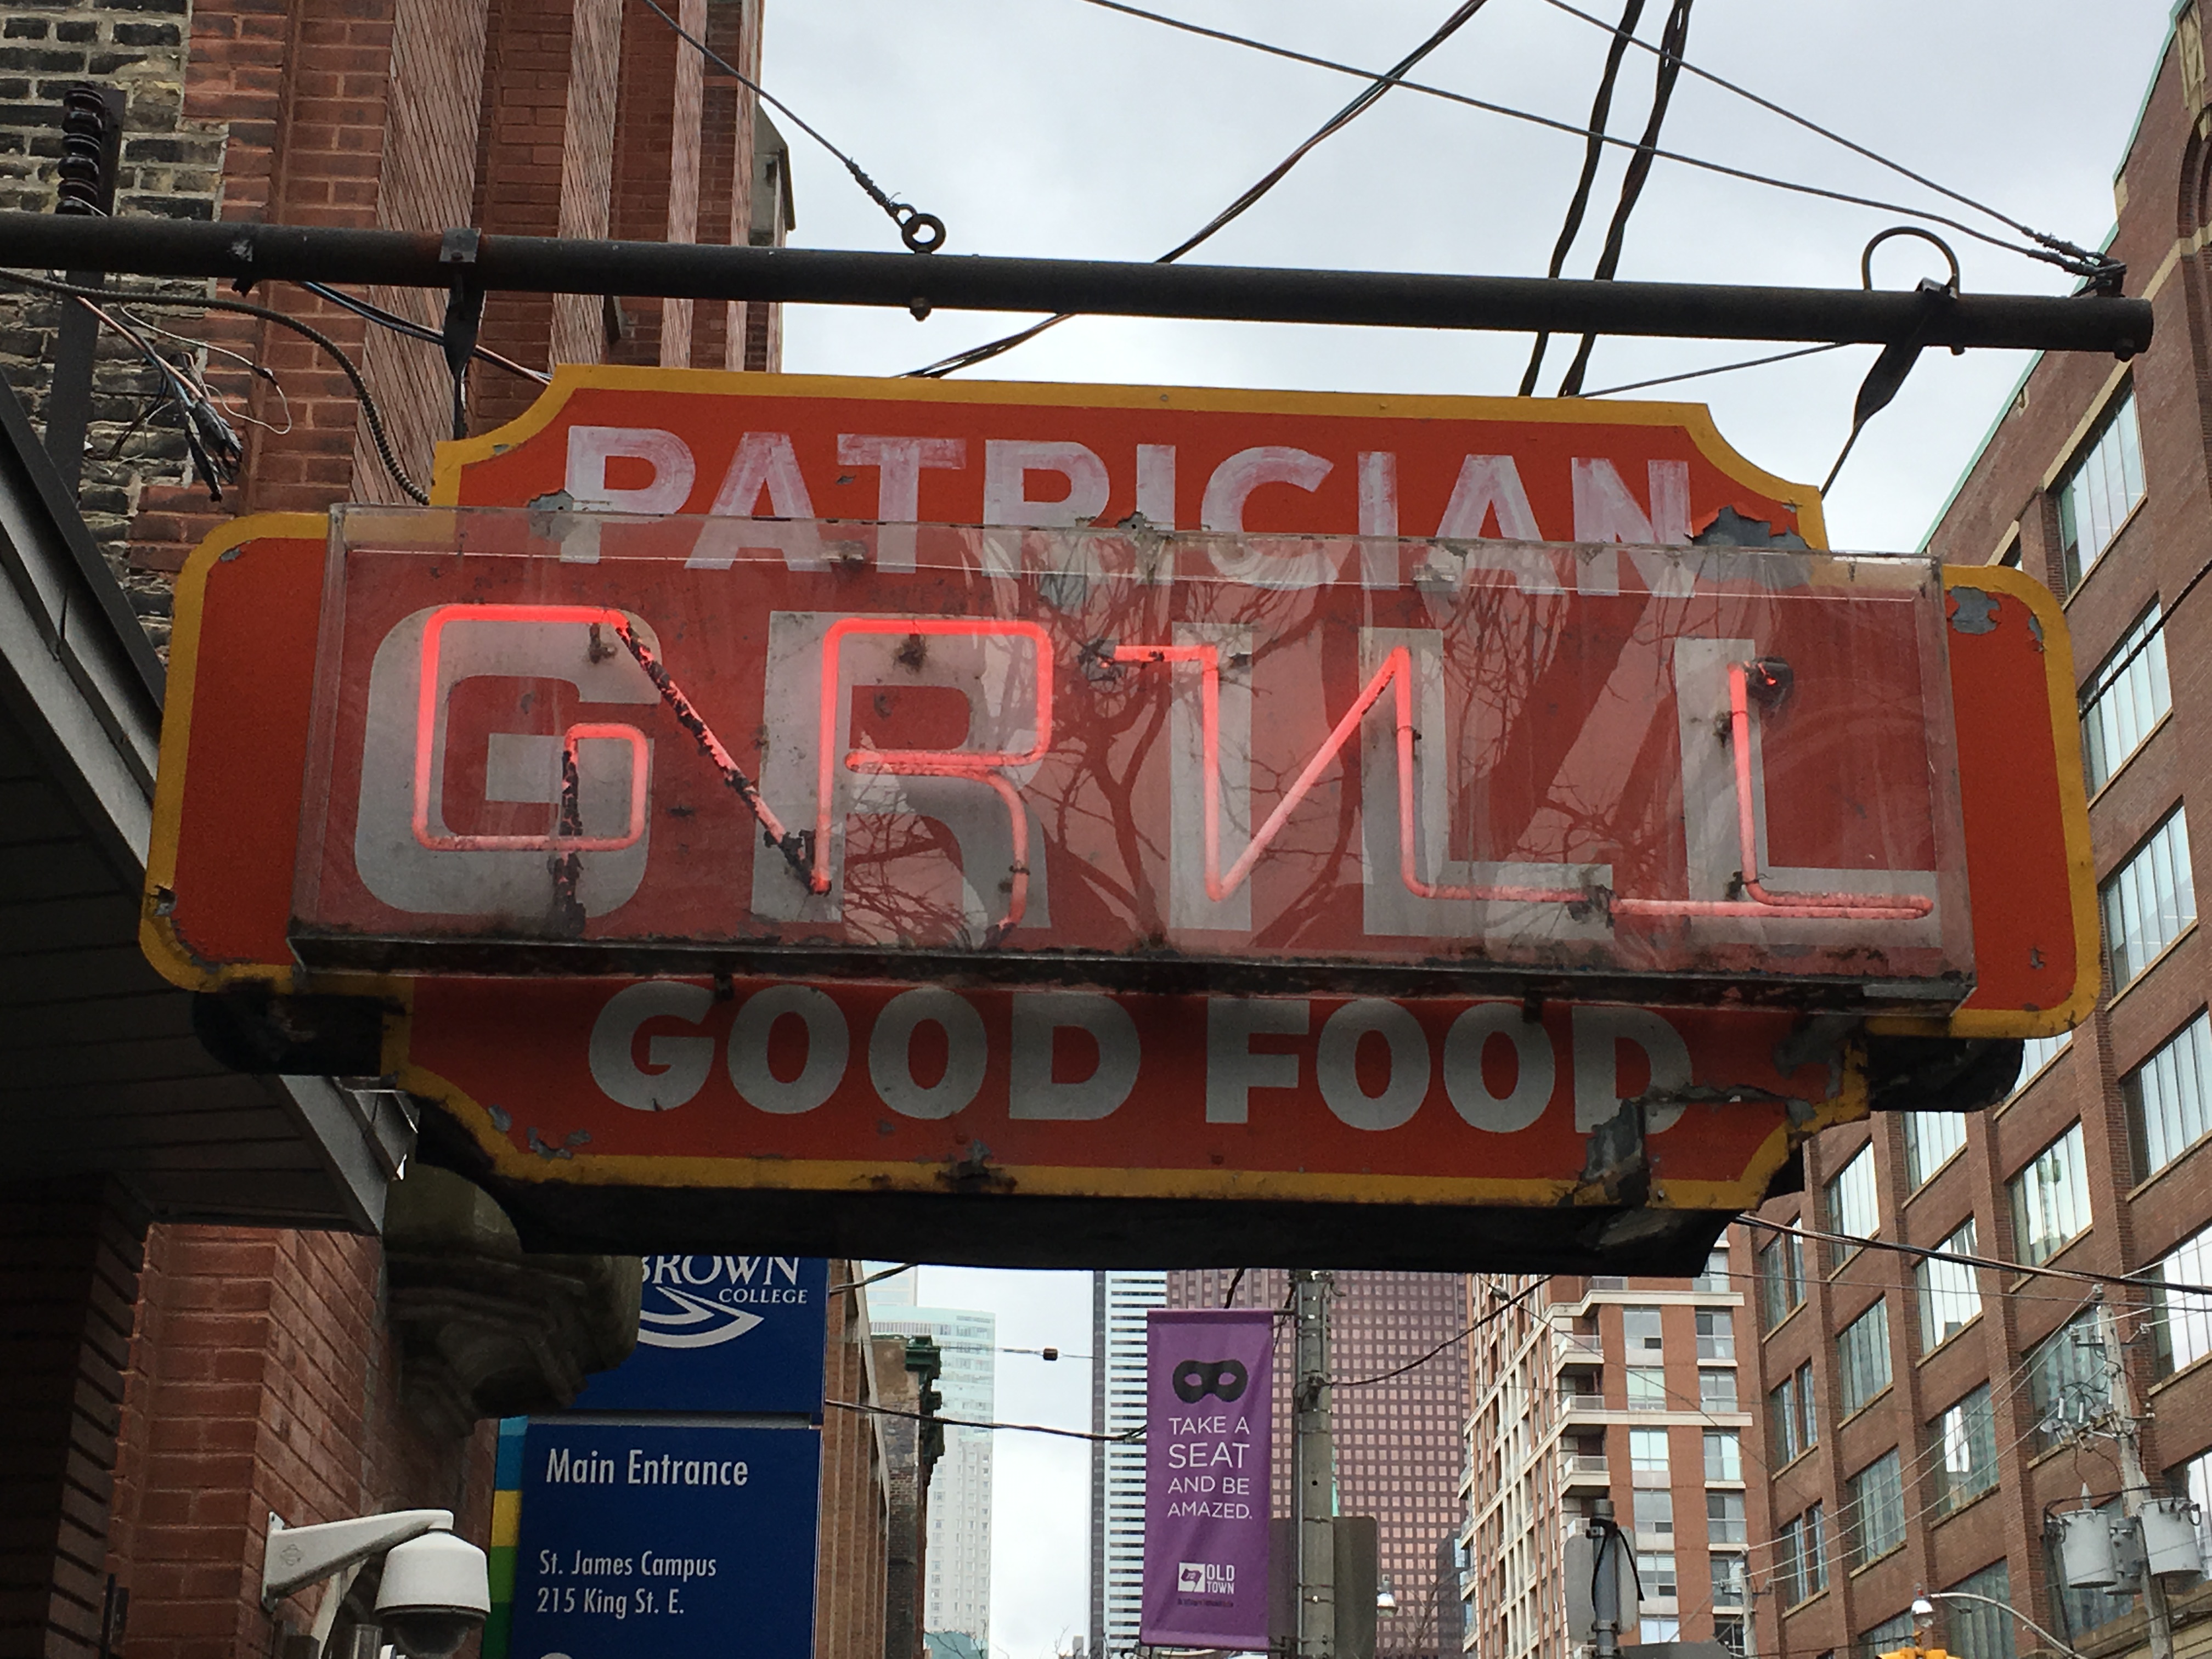 PATRICIAN
GRILL
GOOD FOOD
BROWN
COLLEGE
Main Entrance
St. James Campus
215 King St. E.
TAKE A
SEAT
AND BE
AMAZED.
OLD
TOWN